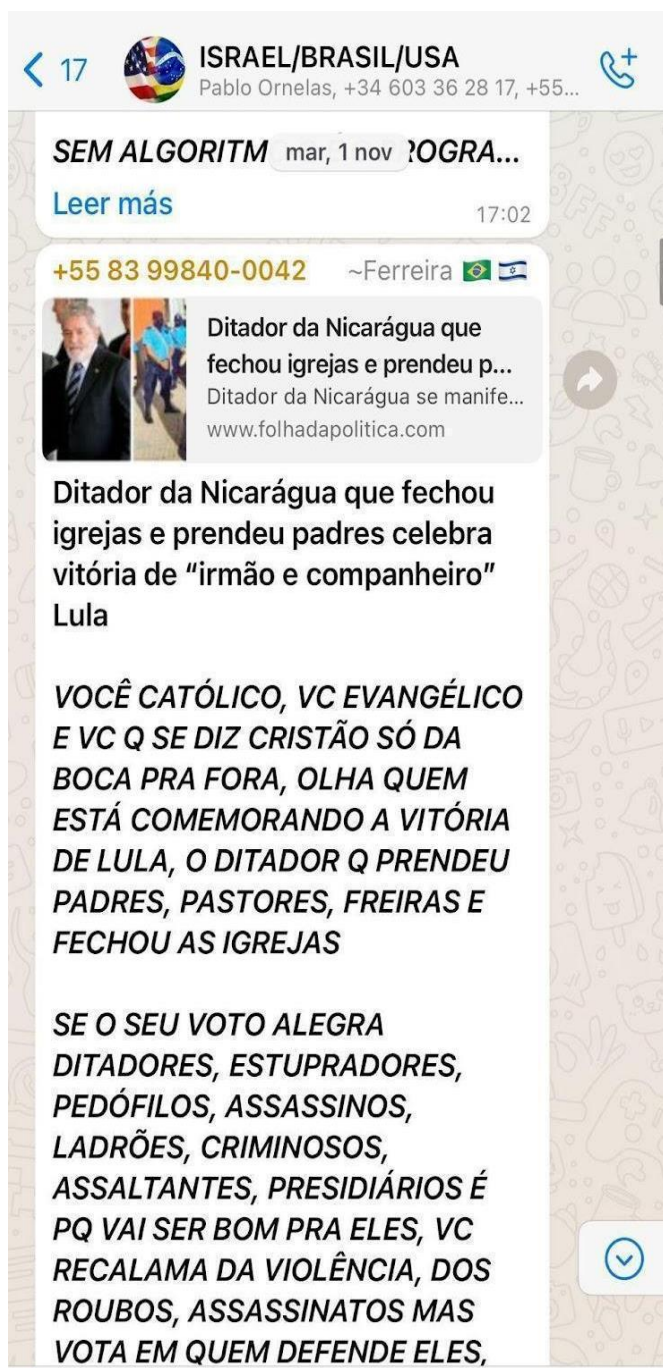 17
ISRAEL/BRASIL/USA
Pablo Ornelas, +34 603 36 28 17, +55...
SEM ALGORITM
mar, 1 nov
ROGRA...
Leer más
17:02
+55 83 99840-0042 ~Ferreira 🇧🇷 🇮🇱
Ditador da Nicarágua que
fechou igrejas e prendeu p...
Ditador da Nicarágua se manife...
www.folhadapolitica.com
Ditador da Nicarágua que fechou
igrejas e prendeu padres celebra
vitória de “irmão e companheiro”
Lula
VOCÊ CATÓLICO, VC EVANGÉLICO
E VC Q SE DIZ CRISTÃO SÓ DA
BOCA PRA FORA, OLHA QUEM
ESTÁ COMEMORANDO A VITÓRIA
DE LULA, O DITADOR Q PRENDEU
PADRES, PASTORES, FREIRAS E
FECHOU AS IGREJAS
SE O SEU VOTO ALEGRA
DITADORES, ESTUPRADORES,
PEDÓFILOS, ASSASSINOS,
LADRÕES, CRIMINOSOS,
ASSALTANTES, PRESIDIÁRIOS É
PQ VAI SER BOM PRA ELES, VC
RECALAMA DA VIOLÊNCIA, DOS
ROUBOS, ASSASSINATOS MAS
VOTA EM QUEM DEFENDE ELES,